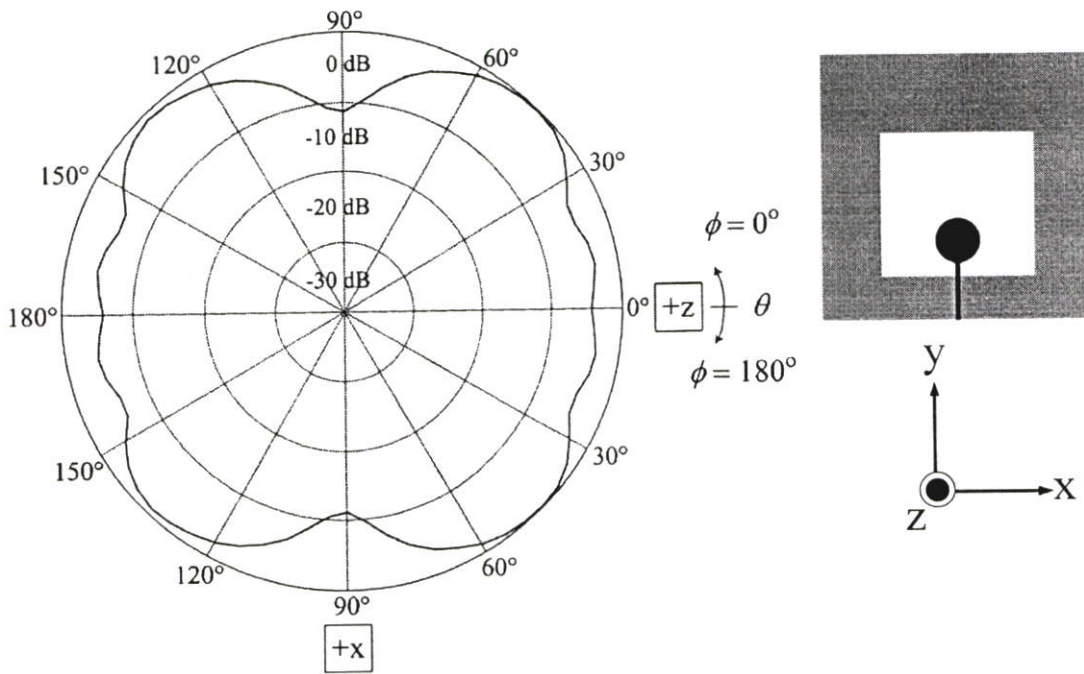 90°
120°
0 dB
60°
-10 dB
150°
30°
-20 dB
ϕ = 0°
-30 dB
180°
0°
+z
θ
ϕ = 180°
y
150°
30°
x
z
120°
60°
90°
+x